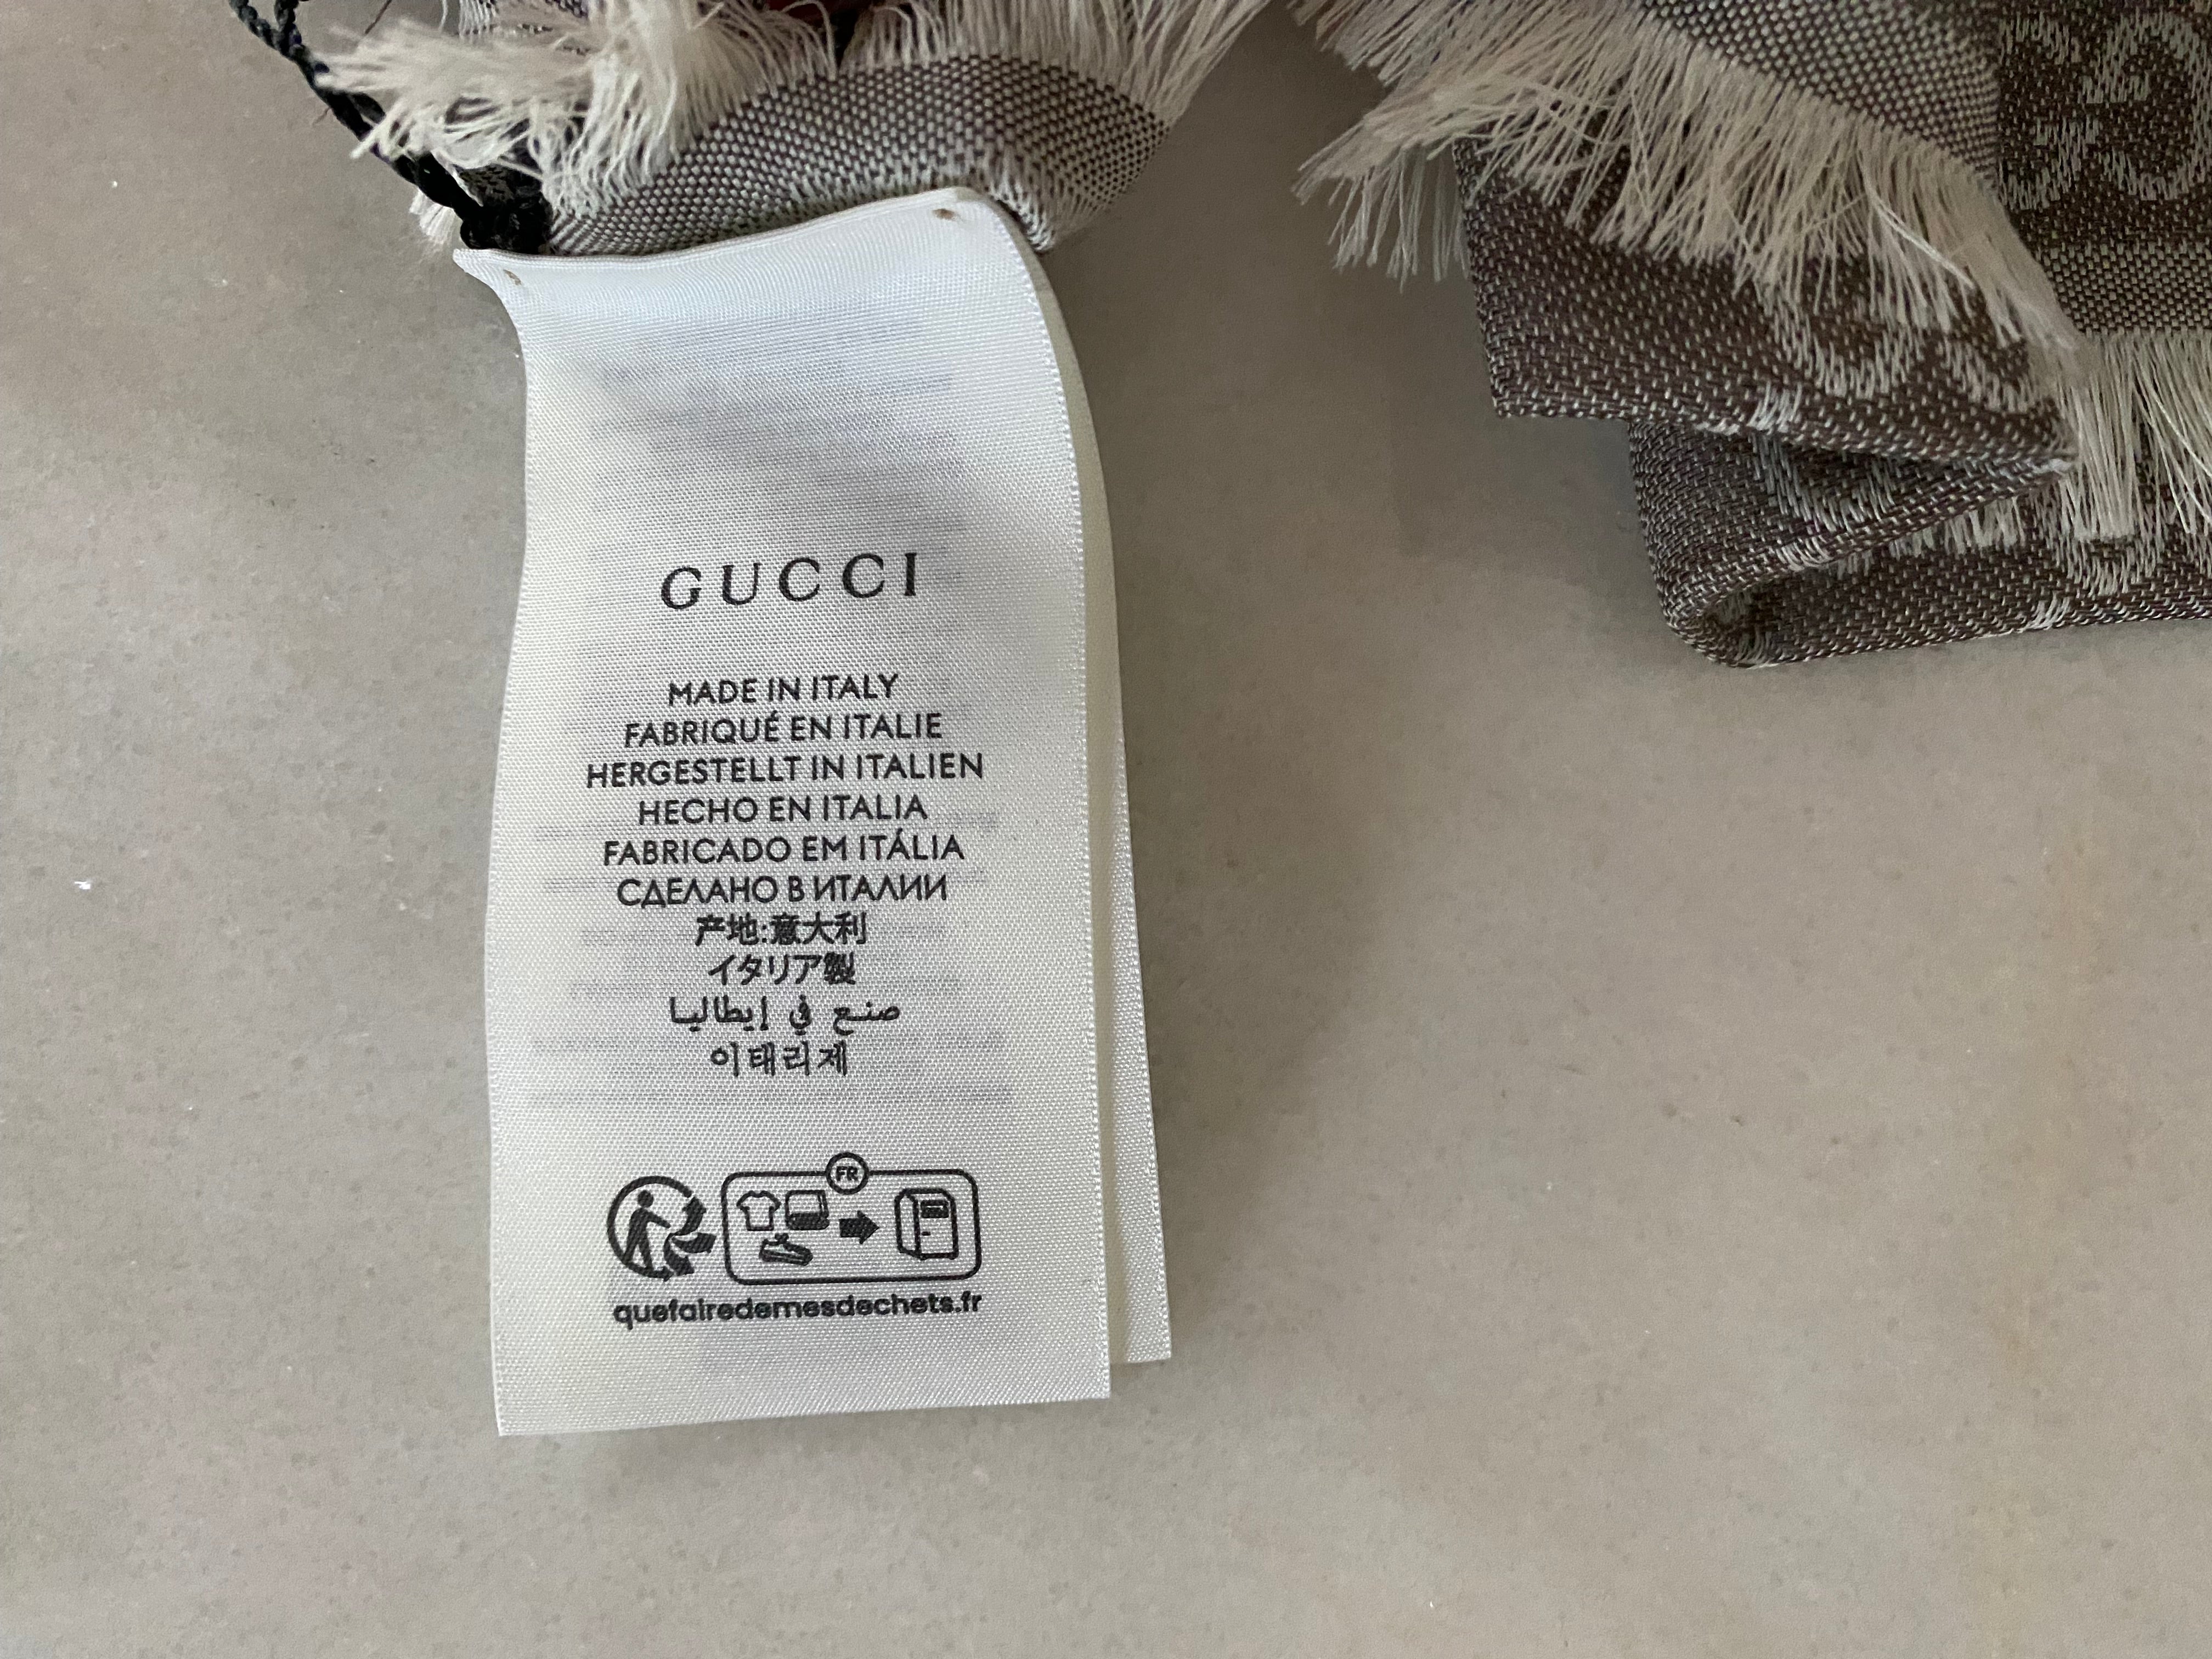 GUCCI
MADE IN ITALY
FABRIQUÉ EN ITALIE
HERGESTELLT IN ITALIEN
HECHO EN ITALIA
FABRICADO EM ITÁLIA
СДЕЛАНО В ИТАЛИИ
产地:意大利
イタリア製
صنع في إيطاليا
이태리제
FR
quefairedemesdechets.fr